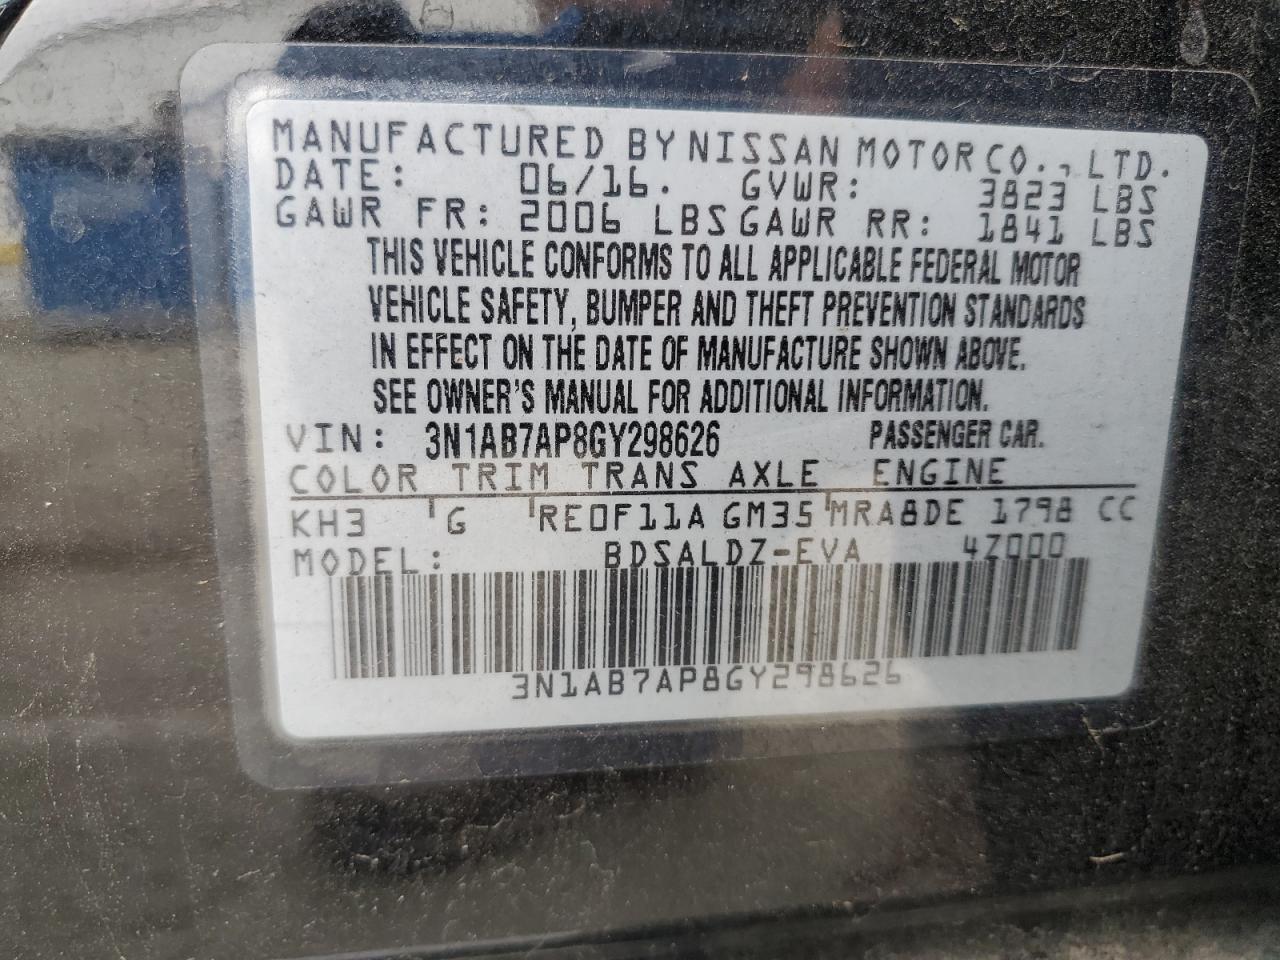 MANUFACTURED BY NISSAN MOTOR CO., LTD.
DATE: 06/16. GVWR: 3823 LBS
GAWR FR: 2006 LBS GAWR RR: 1841 LBS
THIS VEHICLE CONFORMS TO ALL APPLICABLE FEDERAL MOTOR
VEHICLE SAFETY, BUMPER AND THEFT PREVENTION STANDARDS
IN EFFECT ON THE DATE OF MANUFACTURE SHOWN ABOVE.
SEE OWNER'S MANUAL FOR ADDITIONAL INFORMATION.
VIN: 3N1AB7AP8GY298626 PASSENGER CAR.
COLOR TRIM TRANS AXLE ENGINE
KH3 G RE0F11A GM35 MRA8DE 1798 CC
MODEL: BDSALDZ-EVA 4Z000
3N1AB7AP8GY298626